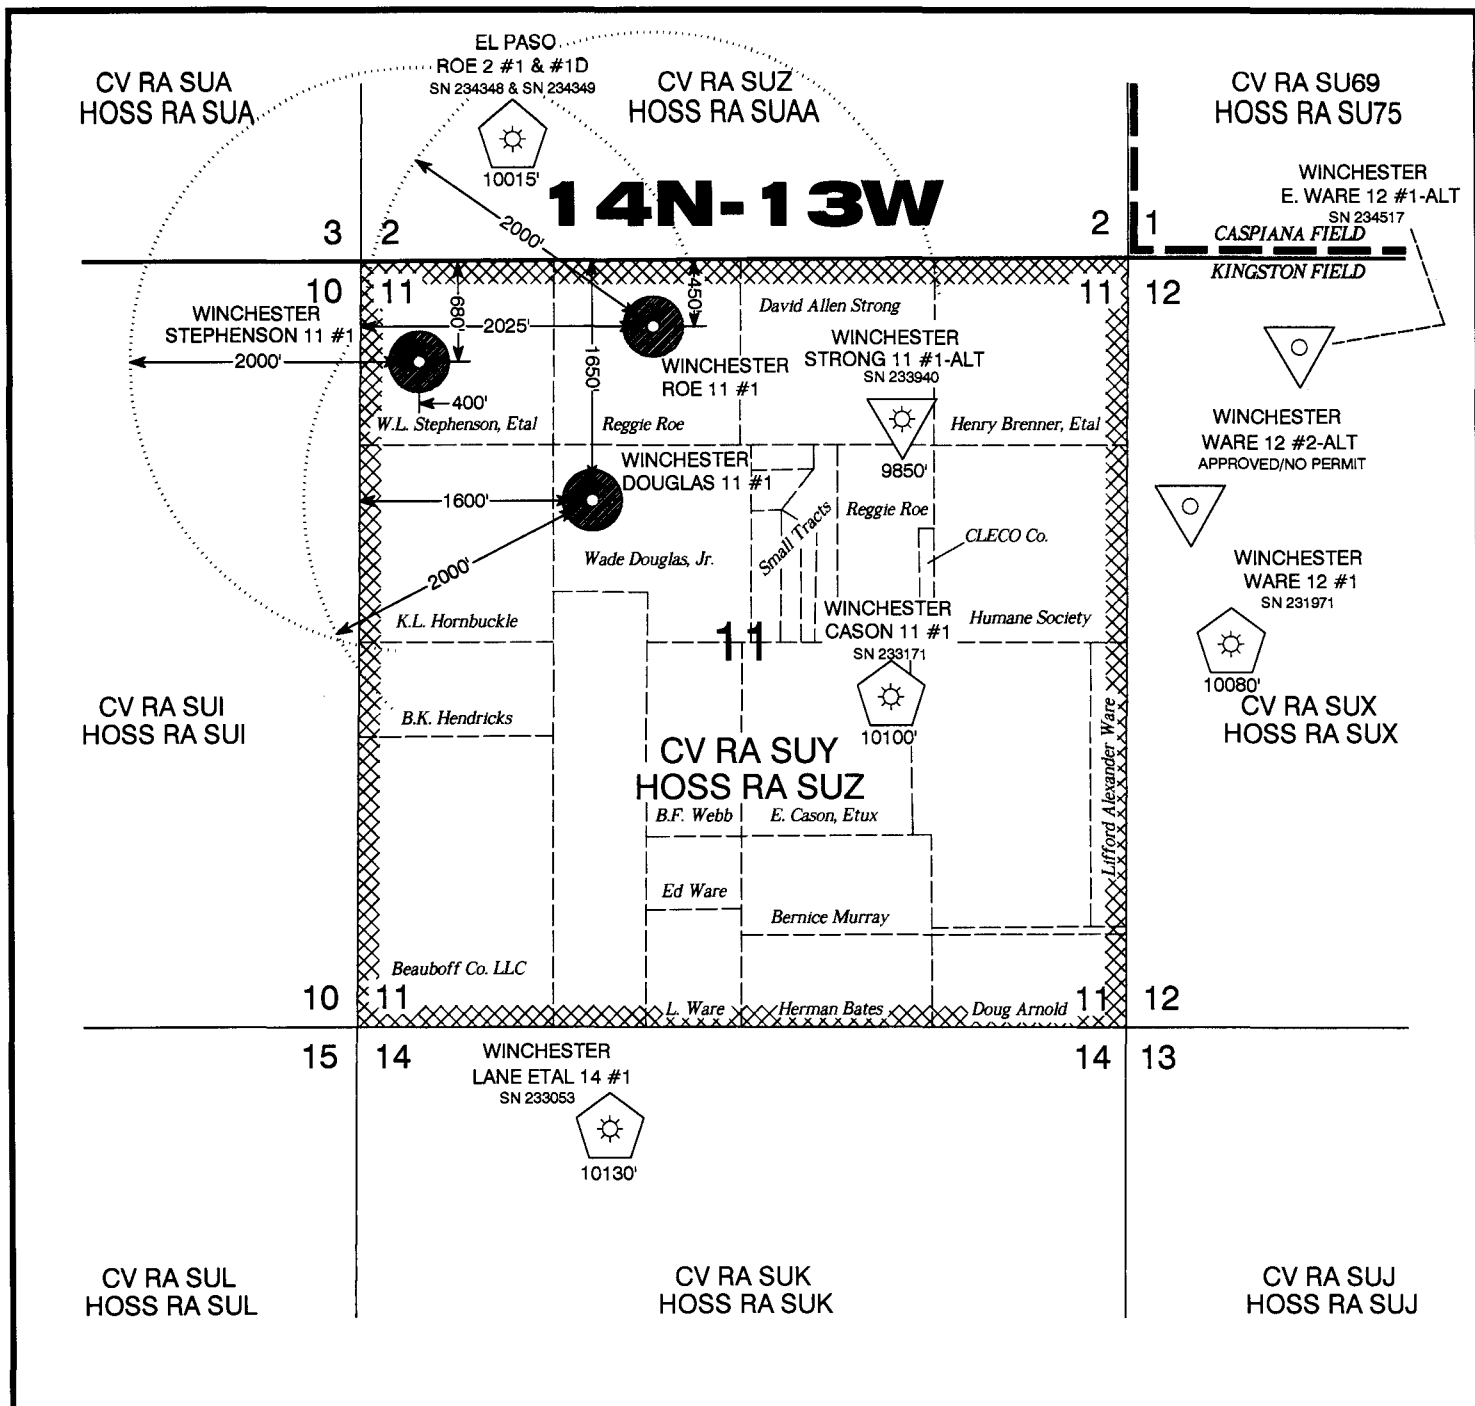 EL PASO
ROE 2 #1 & #1D
SN 234348 & SN 234349
10015'
CV RA SUA
HOSS RA SUA
CV RA SUZ
HOSS RA SUAA
CV RA SU69
HOSS RA SU75
WINCHESTER
E. WARE 12 #1-ALT
SN 234517
14N-13W
2000'
3
2
2
1
CASPIANA FIELD
KINGSTON FIELD
10
11
11
12
WINCHESTER
STEPHENSON 11 #1
2000'
680'
400'
2025'
450'
1650'
WINCHESTER
ROE 11 #1
David Allen Strong
WINCHESTER
STRONG 11 #1-ALT
SN 233940
9850'
W.L. Stephenson, Etal
Reggie Roe
Henry Brenner, Etal
WINCHESTER
WARE 12 #2-ALT
APPROVED/NO PERMIT
WINCHESTER
DOUGLAS 11 #1
1600'
2000'
Wade Douglas, Jr.
Small Tracts
Reggie Roe
CLECO Co.
WINCHESTER
WARE 12 #1
SN 231971
10080'
K.L. Hornbuckle
11
WINCHESTER
CASON 11 #1
SN 233171
10100'
Humane Society
CV RA SUI
HOSS RA SUI
B.K. Hendricks
CV RA SUY
HOSS RA SUZ
CV RA SUX
HOSS RA SUX
Lifford Alexander Ware
B.F. Webb
E. Cason, Etux
Ed Ware
Bernice Murray
Beauboff Co. LLC
L. Ware
Herman Bates
Doug Arnold
10
11
11
12
15
14
14
13
WINCHESTER
LANE ETAL 14 #1
SN 233053
10130'
CV RA SUL
HOSS RA SUL
CV RA SUK
HOSS RA SUK
CV RA SUJ
HOSS RA SUJ